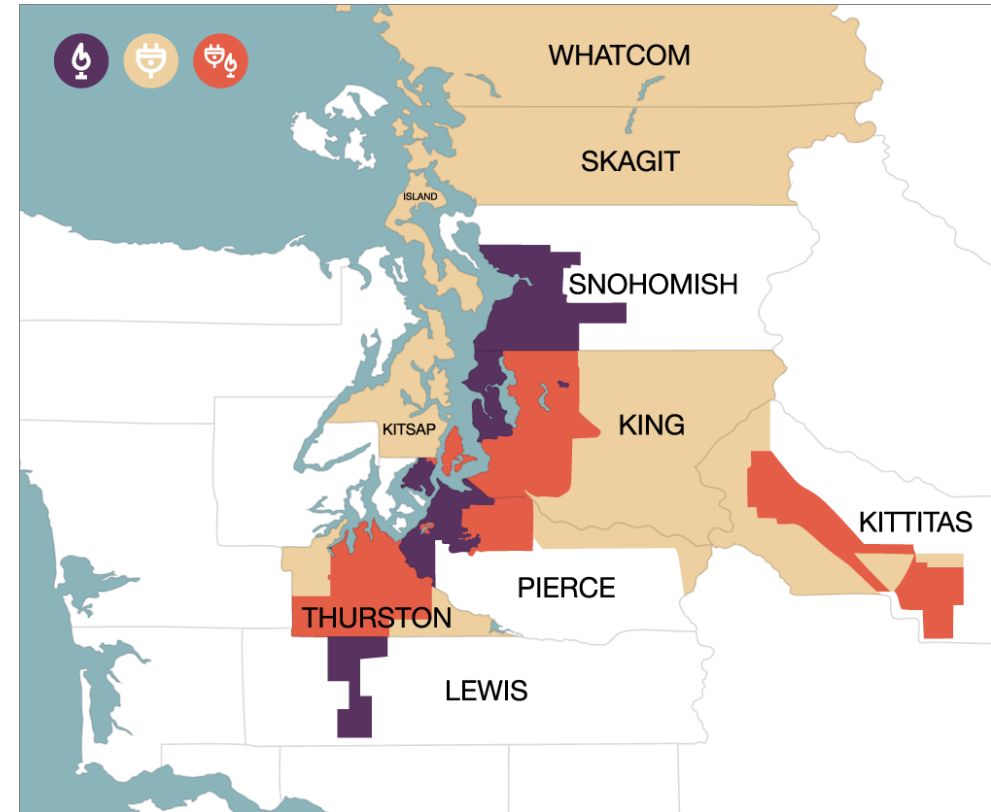 WHATCOM
SKAGIT
ISLAND
SNOHOMISH
KITSAP
KING
KITTITAS
PIERCE
THURSTON
LEWIS